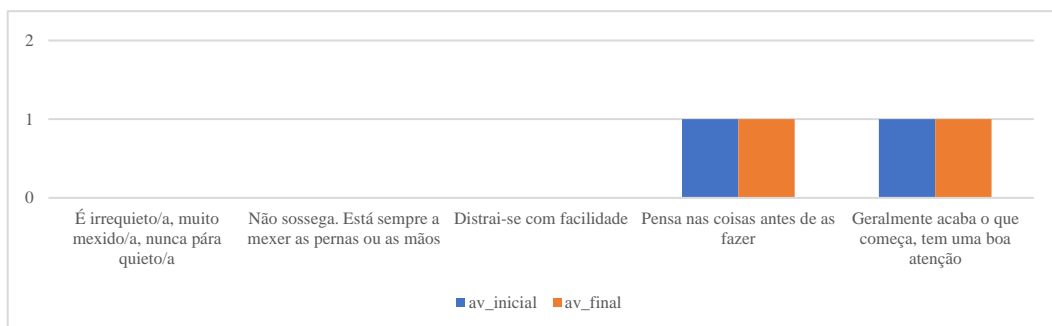 2
1
0
É irrequieto/a, muito
mexido/a, nunca pára
quieto/a
Não sossega. Está sempre a
mexer as pernas ou as mãos
Distrai-se com facilidade
Pensa nas coisas antes de as
fazer
Geralmente acaba o que
começa, tem uma boa
atenção
av_inicial
av_final